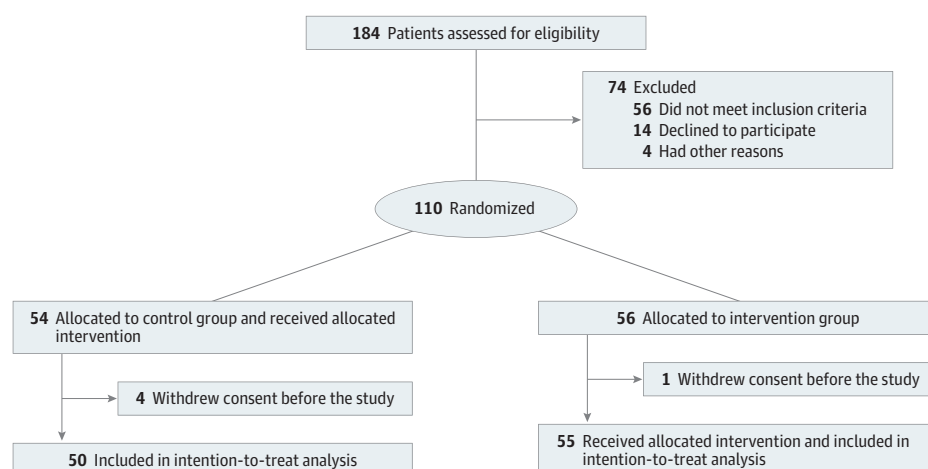 184 Patients assessed for eligibility
74 Excluded
56 Did not meet inclusion criteria
14 Declined to participate
4 Had other reasons
110 Randomized
54 Allocated to control group and received allocated
intervention
56 Allocated to intervention group
4 Withdrew consent before the study
1 Withdrew consent before the study
50 Included in intention-to-treat analysis
55 Received allocated intervention and included in
intention-to-treat analysis